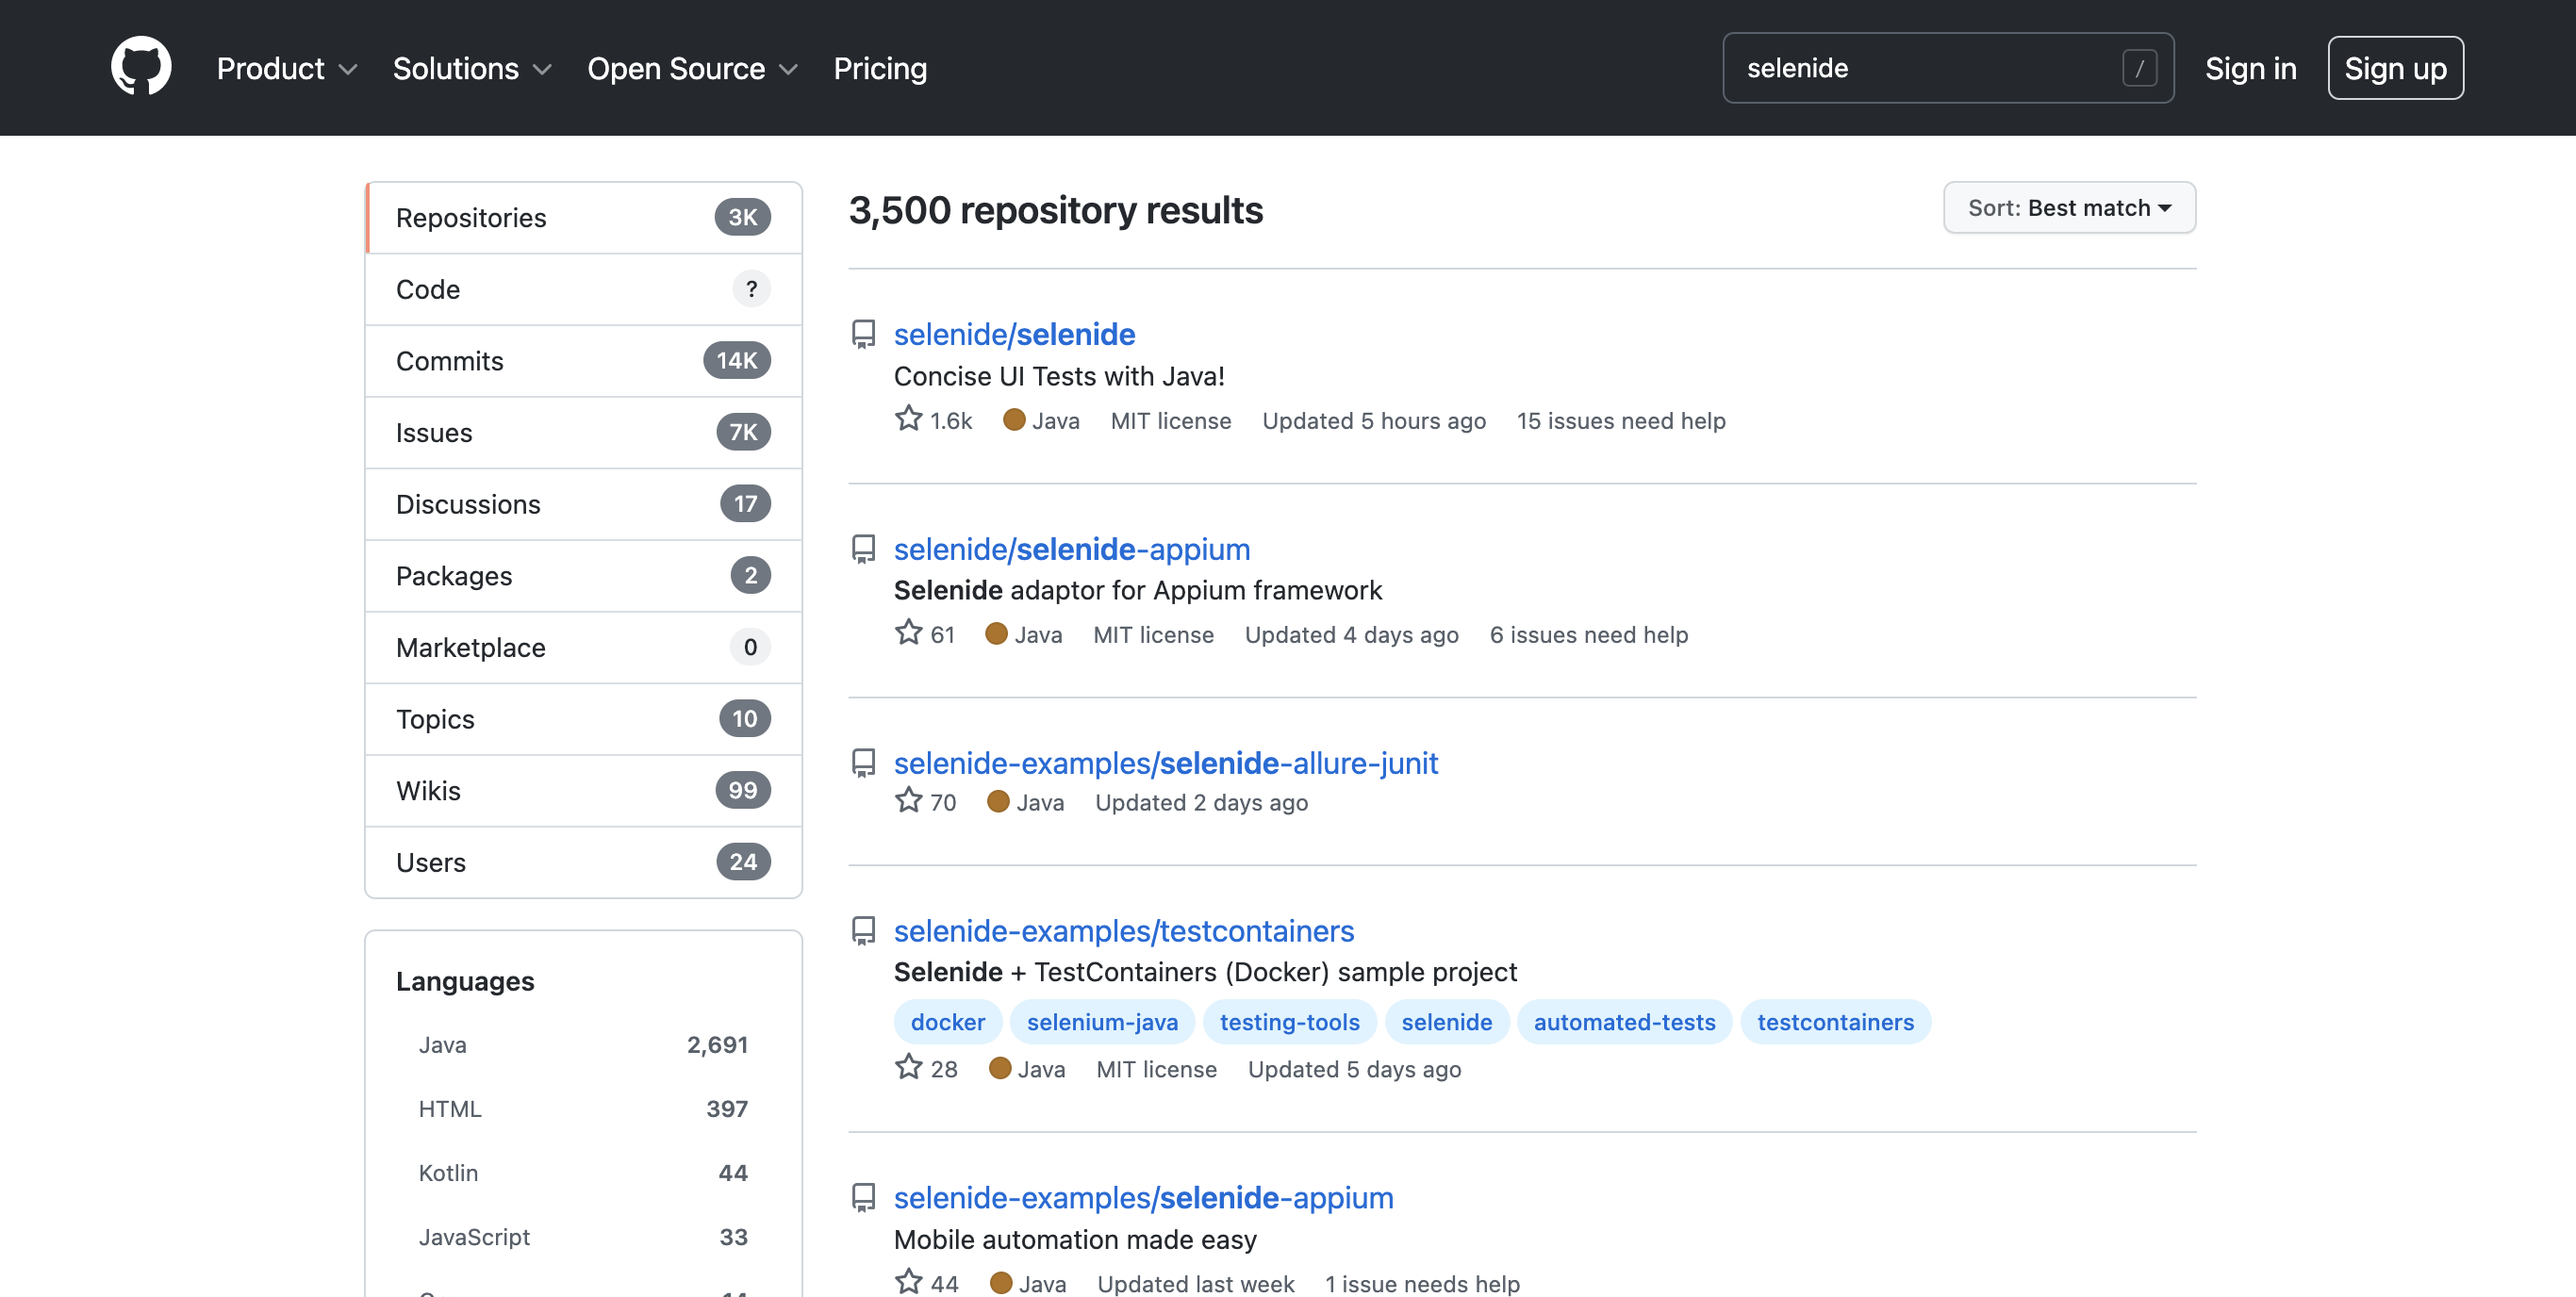 Product Solutions Open Source Pricing selenide / Sign in Sign up
Repositories 3K
Code ?
Commits 14K
Issues 7K
Discussions 17
Packages 2
Marketplace 0
Topics 10
Wikis 99
Users 24
Languages
Java 2,691
HTML 397
Kotlin 44
JavaScript 33
3,500 repository results
Sort: Best match
selenide/selenide
Concise UI Tests with Java!
1.6k Java MIT license Updated 5 hours ago 15 issues need help
selenide/selenide-appium
Selenide adaptor for Appium framework
61 Java MIT license Updated 4 days ago 6 issues need help
selenide-examples/selenide-allure-junit
70 Java Updated 2 days ago
selenide-examples/testcontainers
Selenide + TestContainers (Docker) sample project
docker selenium-java testing-tools selenide automated-tests testcontainers
28 Java MIT license Updated 5 days ago
selenide-examples/selenide-appium
Mobile automation made easy
44 Java Updated last week 1 issue needs help